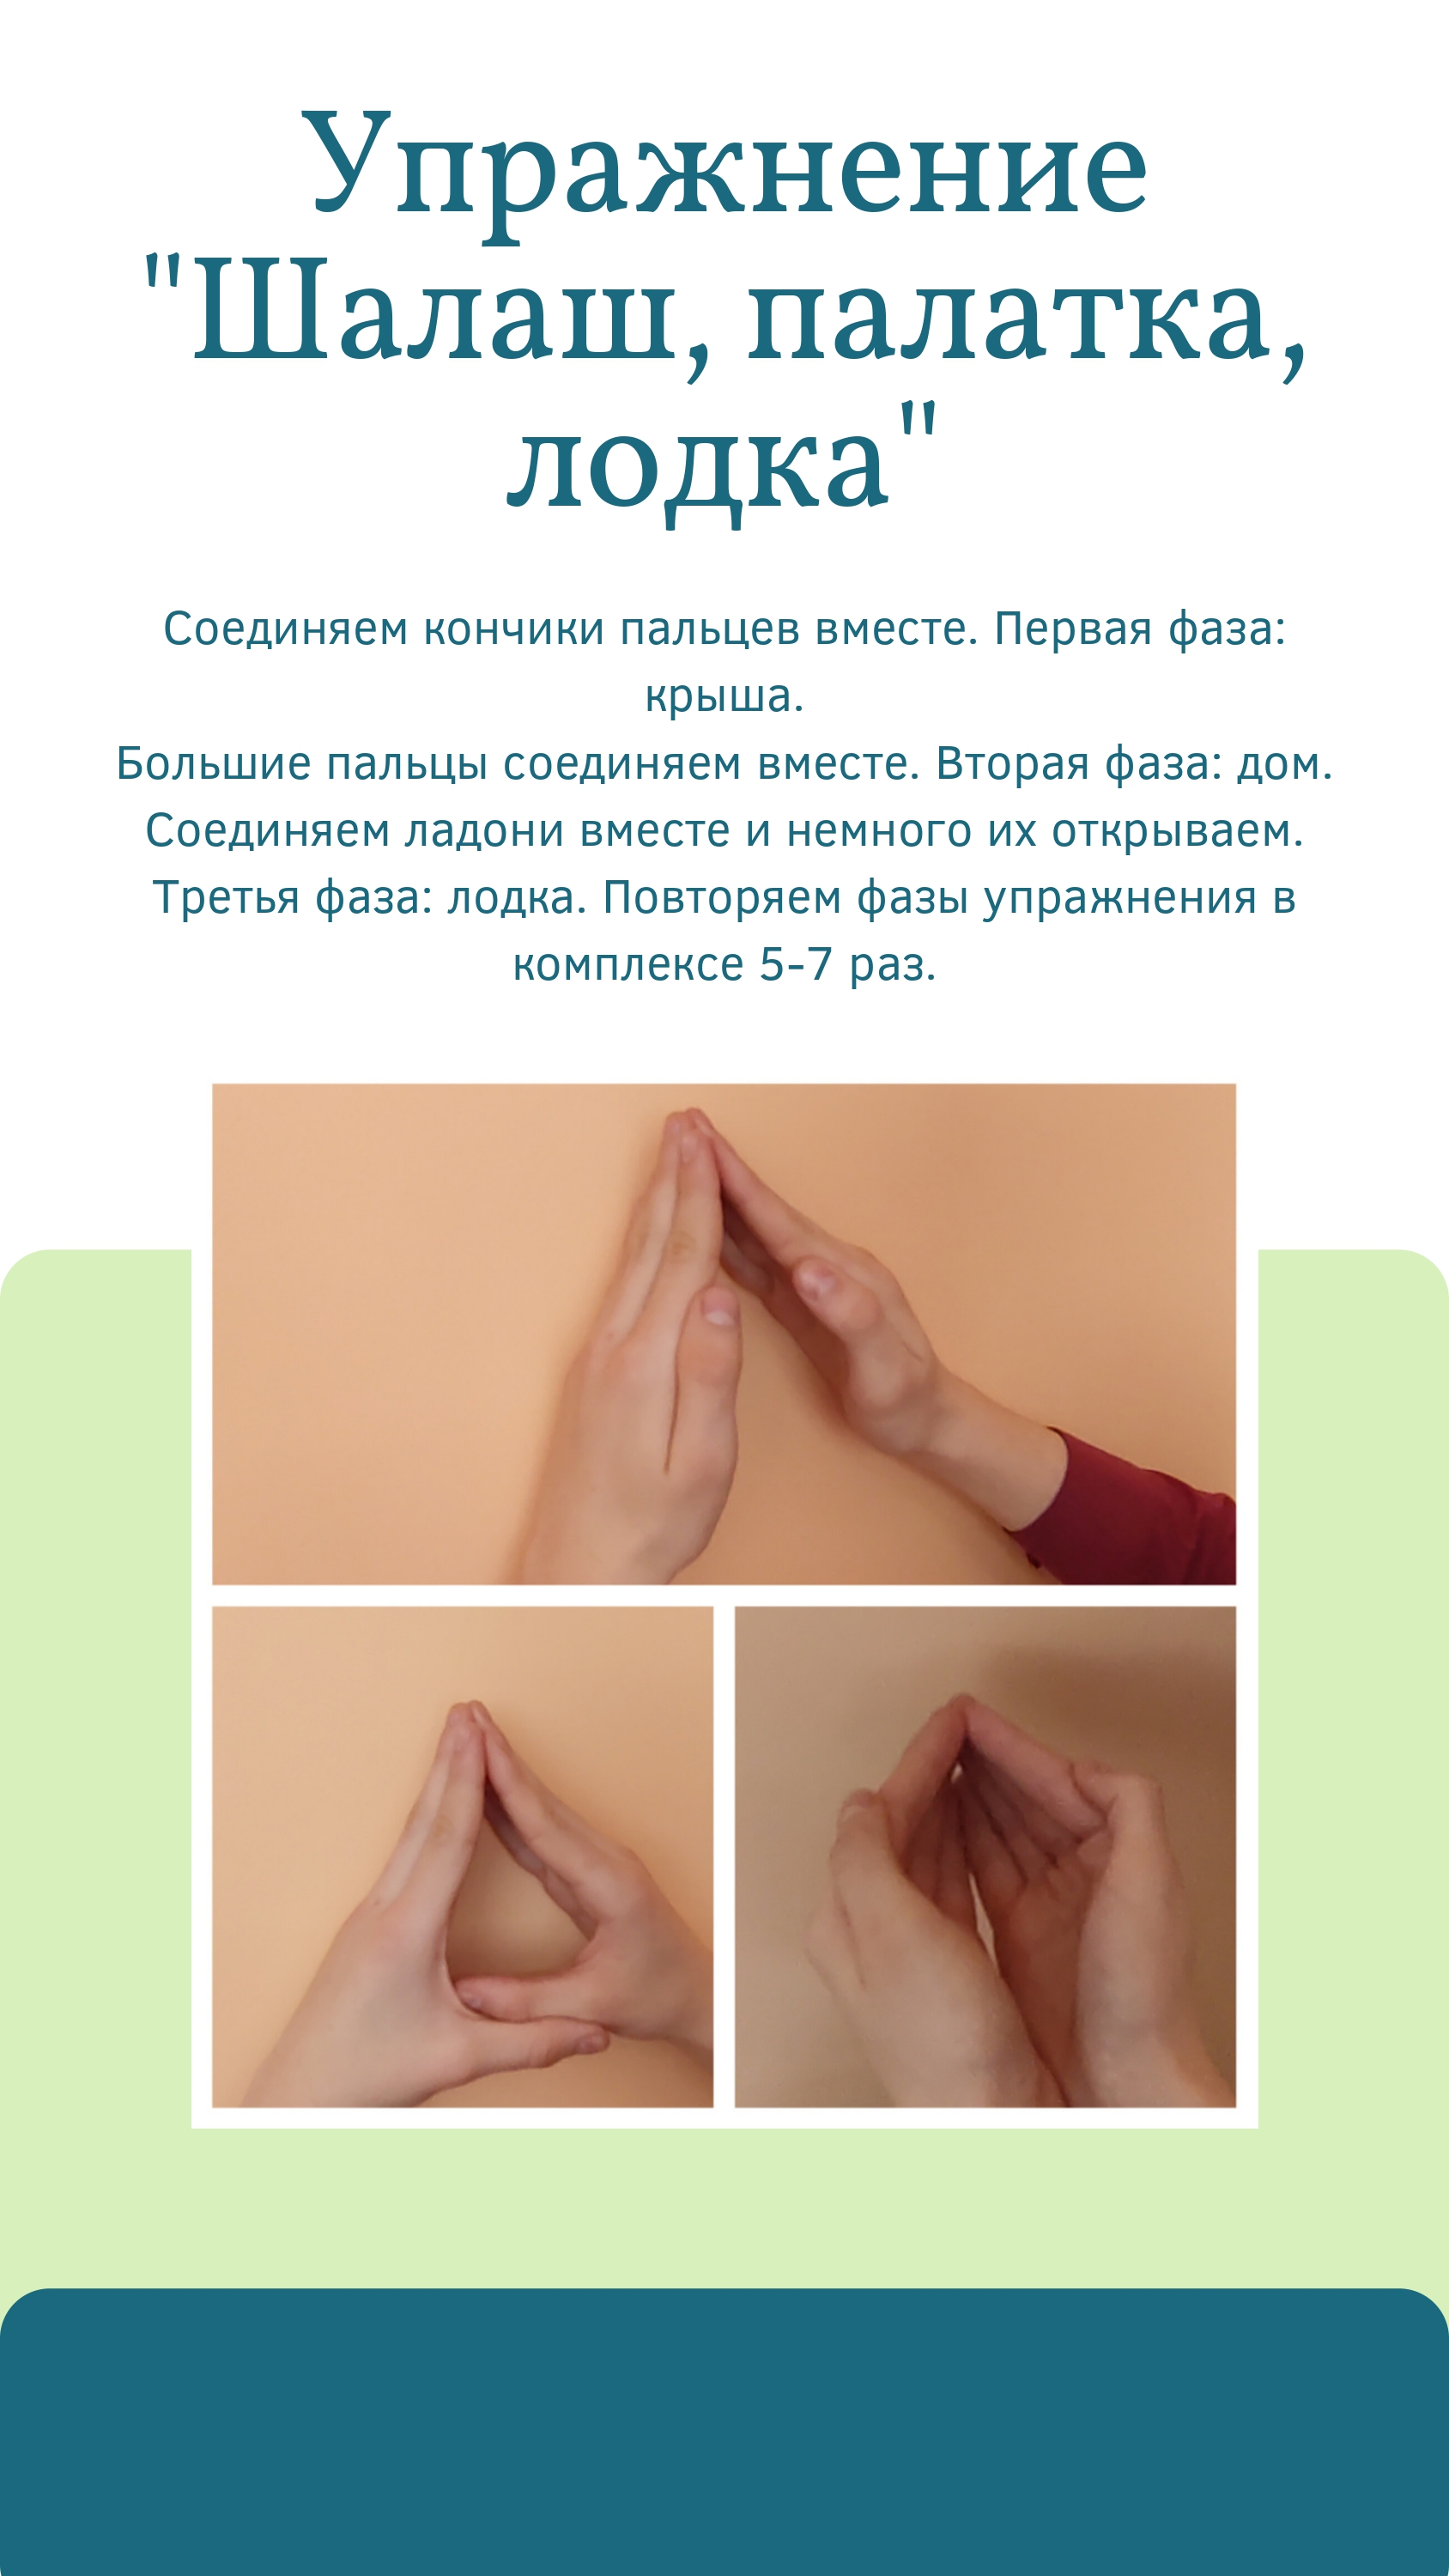 Упражнение
"Шалаш, палатка,
лодка"
Соединяем кончики пальцев вместе. Первая фаза:
крыша.
Большие пальцы соединяем вместе. Вторая фаза: дом.
Соединяем ладони вместе и немного их открываем.
Третья фаза: лодка. Повторяем фазы упражнения в
комплексе 5-7 раз.